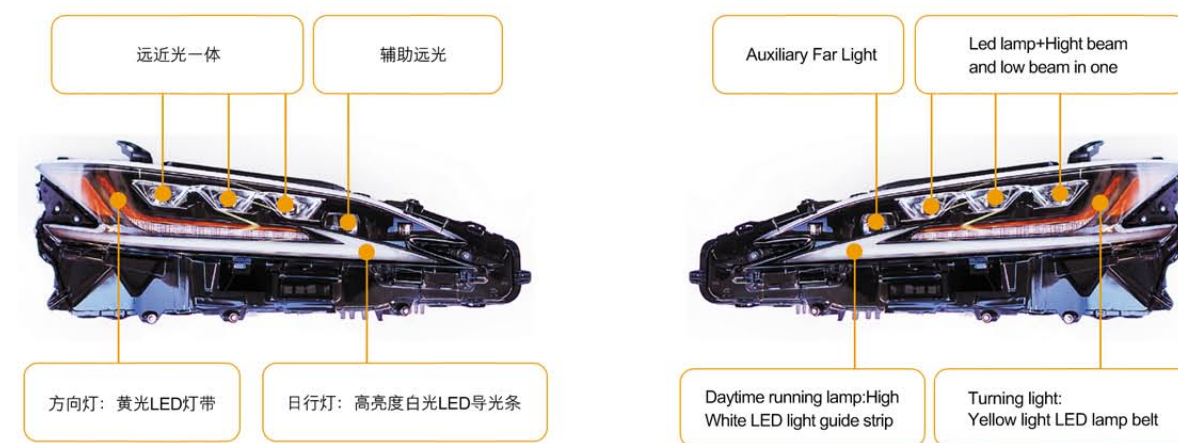 远近光一体
辅助远光
Auxiliary Far Light
Led lamp+Hight beam
and low beam in one
方向灯：黄光LED灯带
日行灯：高亮度白光LED导光条
Daytime running lamp:High
White LED light guide strip
Turning light:
Yellow light LED lamp belt